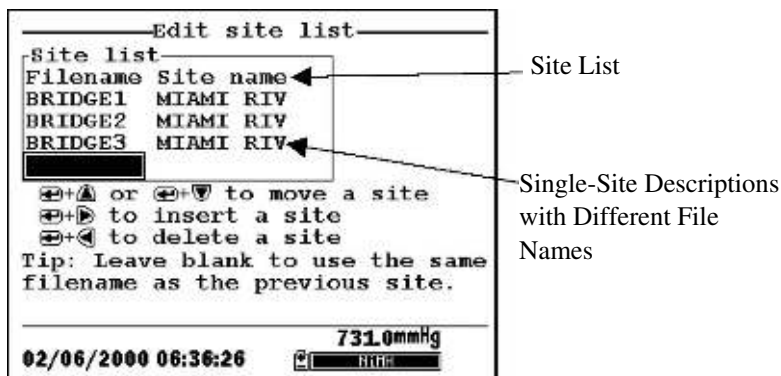 Edit site list
Site list
Filename Site name
BRIDGE1 MIAMI RIV
BRIDGE2 MIAMI RIV
BRIDGE3 MIAMI RIV
+ or + to move a site
+ to insert a site
+ to delete a site
Tip: Leave blank to use the same
filename as the previous site.
731.0mmHg
02/06/2000 06:36:26
NiMH
Site List
Single-Site Descriptions
with Different File
Names